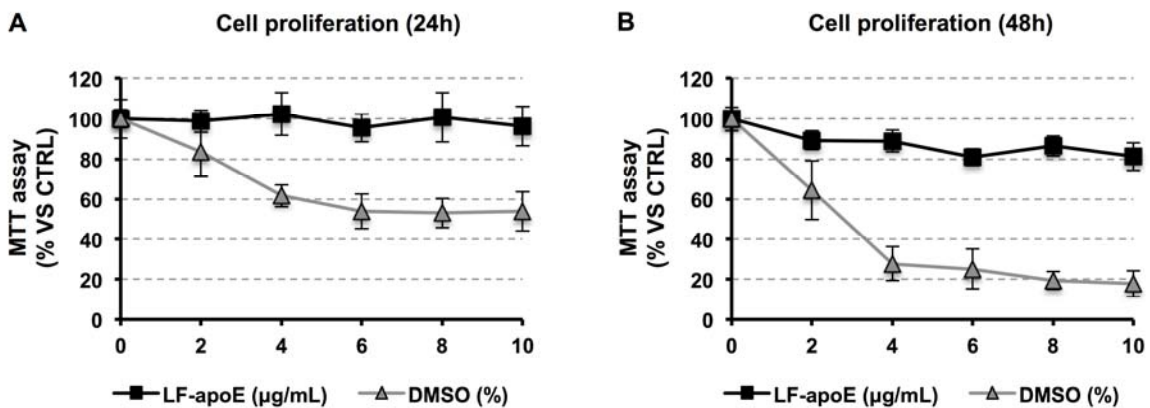 A
Cell proliferation (24h)
MTT assay
(% VS CTRL)
120
100
80
60
40
20
0
0 2 4 6 8 10
LF-apoE (µg/mL) DMSO (%)
B
Cell proliferation (48h)
MTT assay
(% VS CTRL)
120
100
80
60
40
20
0
0 2 4 6 8 10
LF-apoE (µg/mL) DMSO (%)